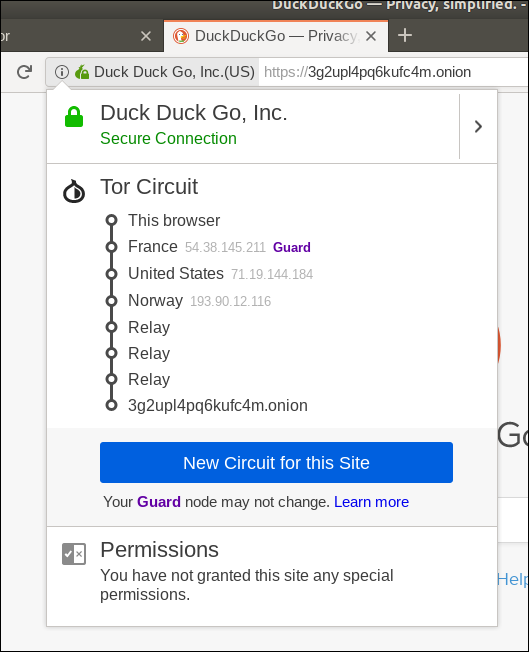 DuckDuckGo — Privacy, simplified. -
or
DuckDuckGo — Privacy,
Duck Duck Go, Inc.(US)
https://3g2upl4pq6kufc4m.onion
Duck Duck Go, Inc.
Secure Connection
Tor Circuit
This browser
France 54.38.145.211 Guard
United States 71.19.144.184
Norway 193.90.12.116
Relay
Relay
Relay
3g2upl4pq6kufc4m.onion
Go
New Circuit for this Site
Your Guard node may not change. Learn more
Permissions
You have not granted this site any special
permissions.
Help